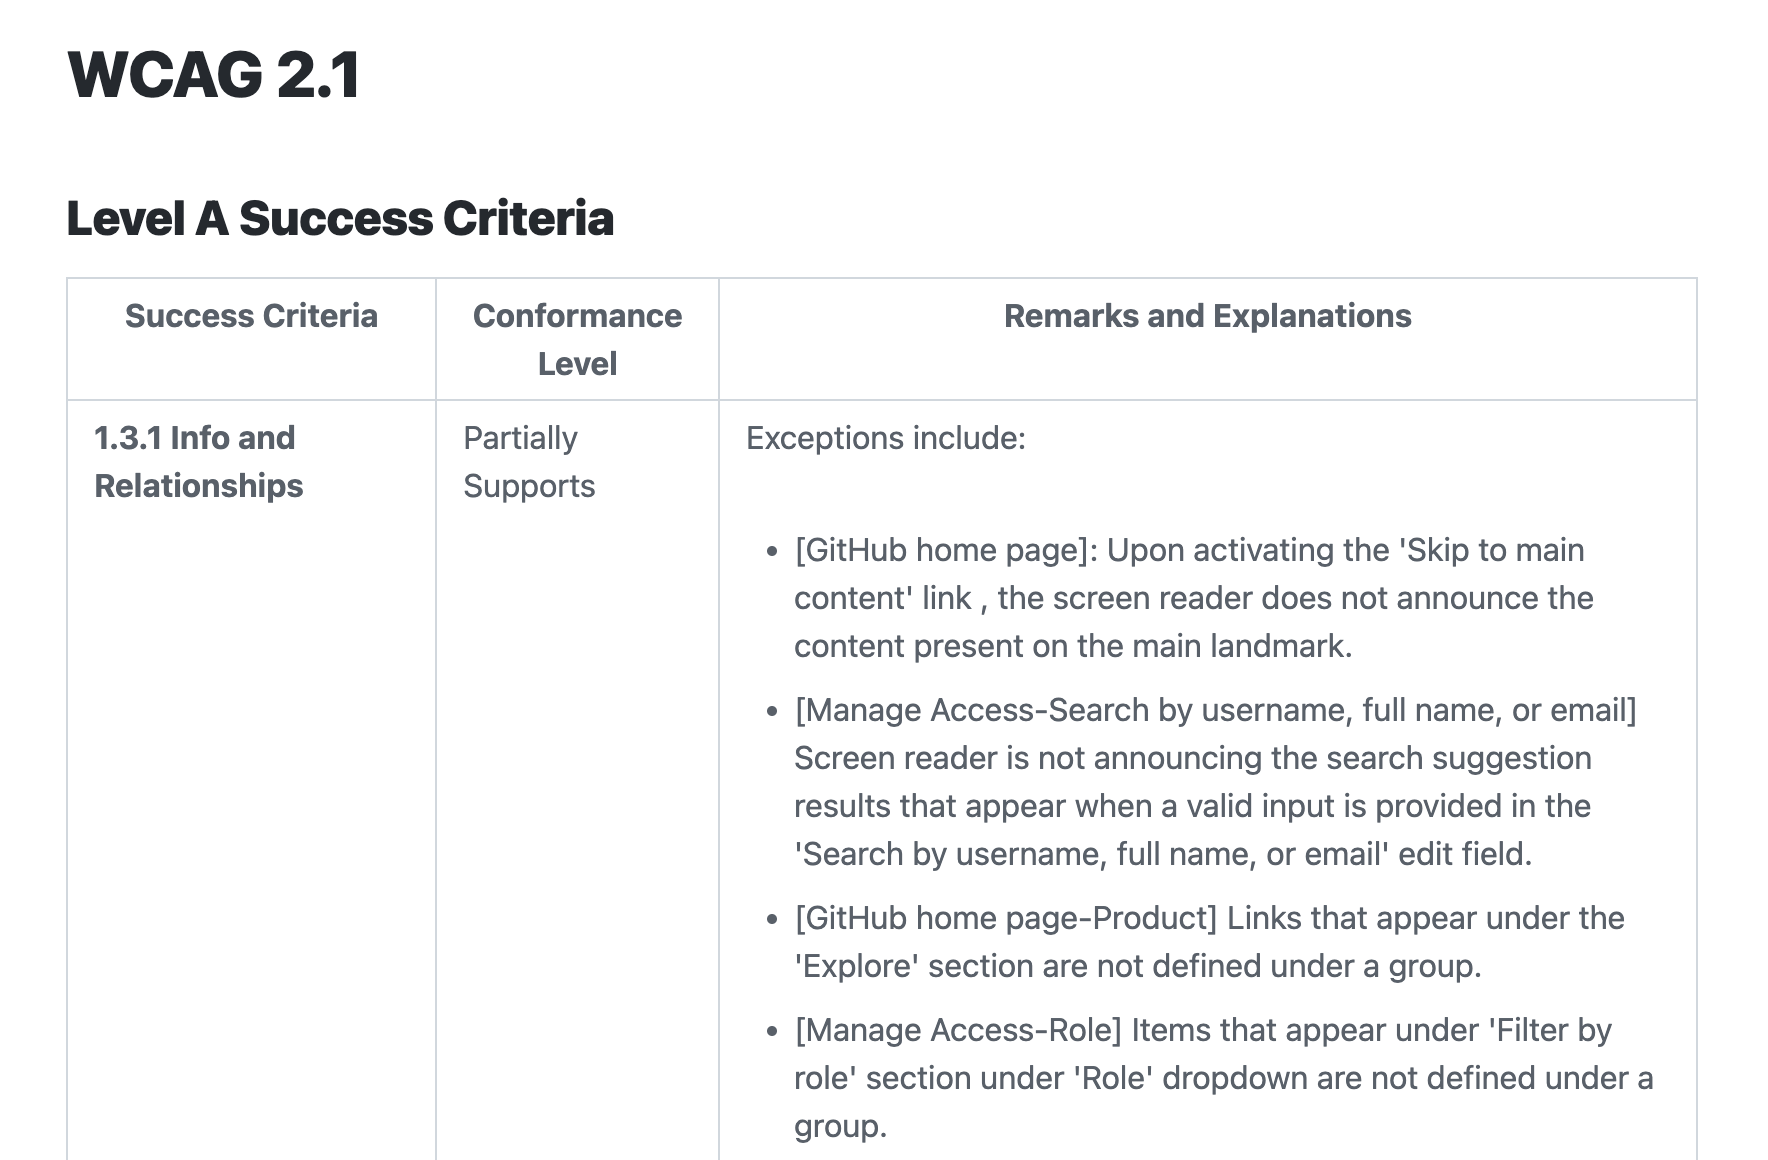 WCAG 2.1
Level A Success Criteria
Success Criteria
Conformance
Level
Remarks and Explanations
1.3.1 Info and
Relationships
Partially
Supports
Exceptions include:
• [GitHub home page]: Upon activating the 'Skip to main
content' link , the screen reader does not announce the
content present on the main landmark.
• [Manage Access-Search by username, full name, or email]
Screen reader is not announcing the search suggestion
results that appear when a valid input is provided in the
'Search by username, full name, or email' edit field.
• [GitHub home page-Product] Links that appear under the
'Explore' section are not defined under a group.
• [Manage Access-Role] Items that appear under 'Filter by
role' section under 'Role' dropdown are not defined under a
group.